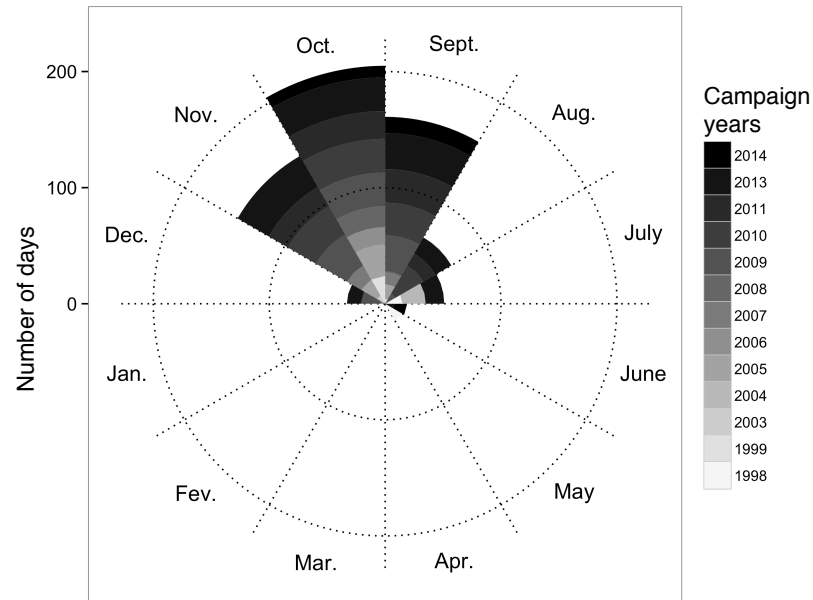 Oct.
Sept.
Nov.
Aug.
Dec.
July
Jan.
June
Fev.
May
Mar.
Apr.
200
100
0
Number of days
Campaign
years
2014
2013
2011
2010
2009
2008
2007
2006
2005
2004
2003
1999
1998